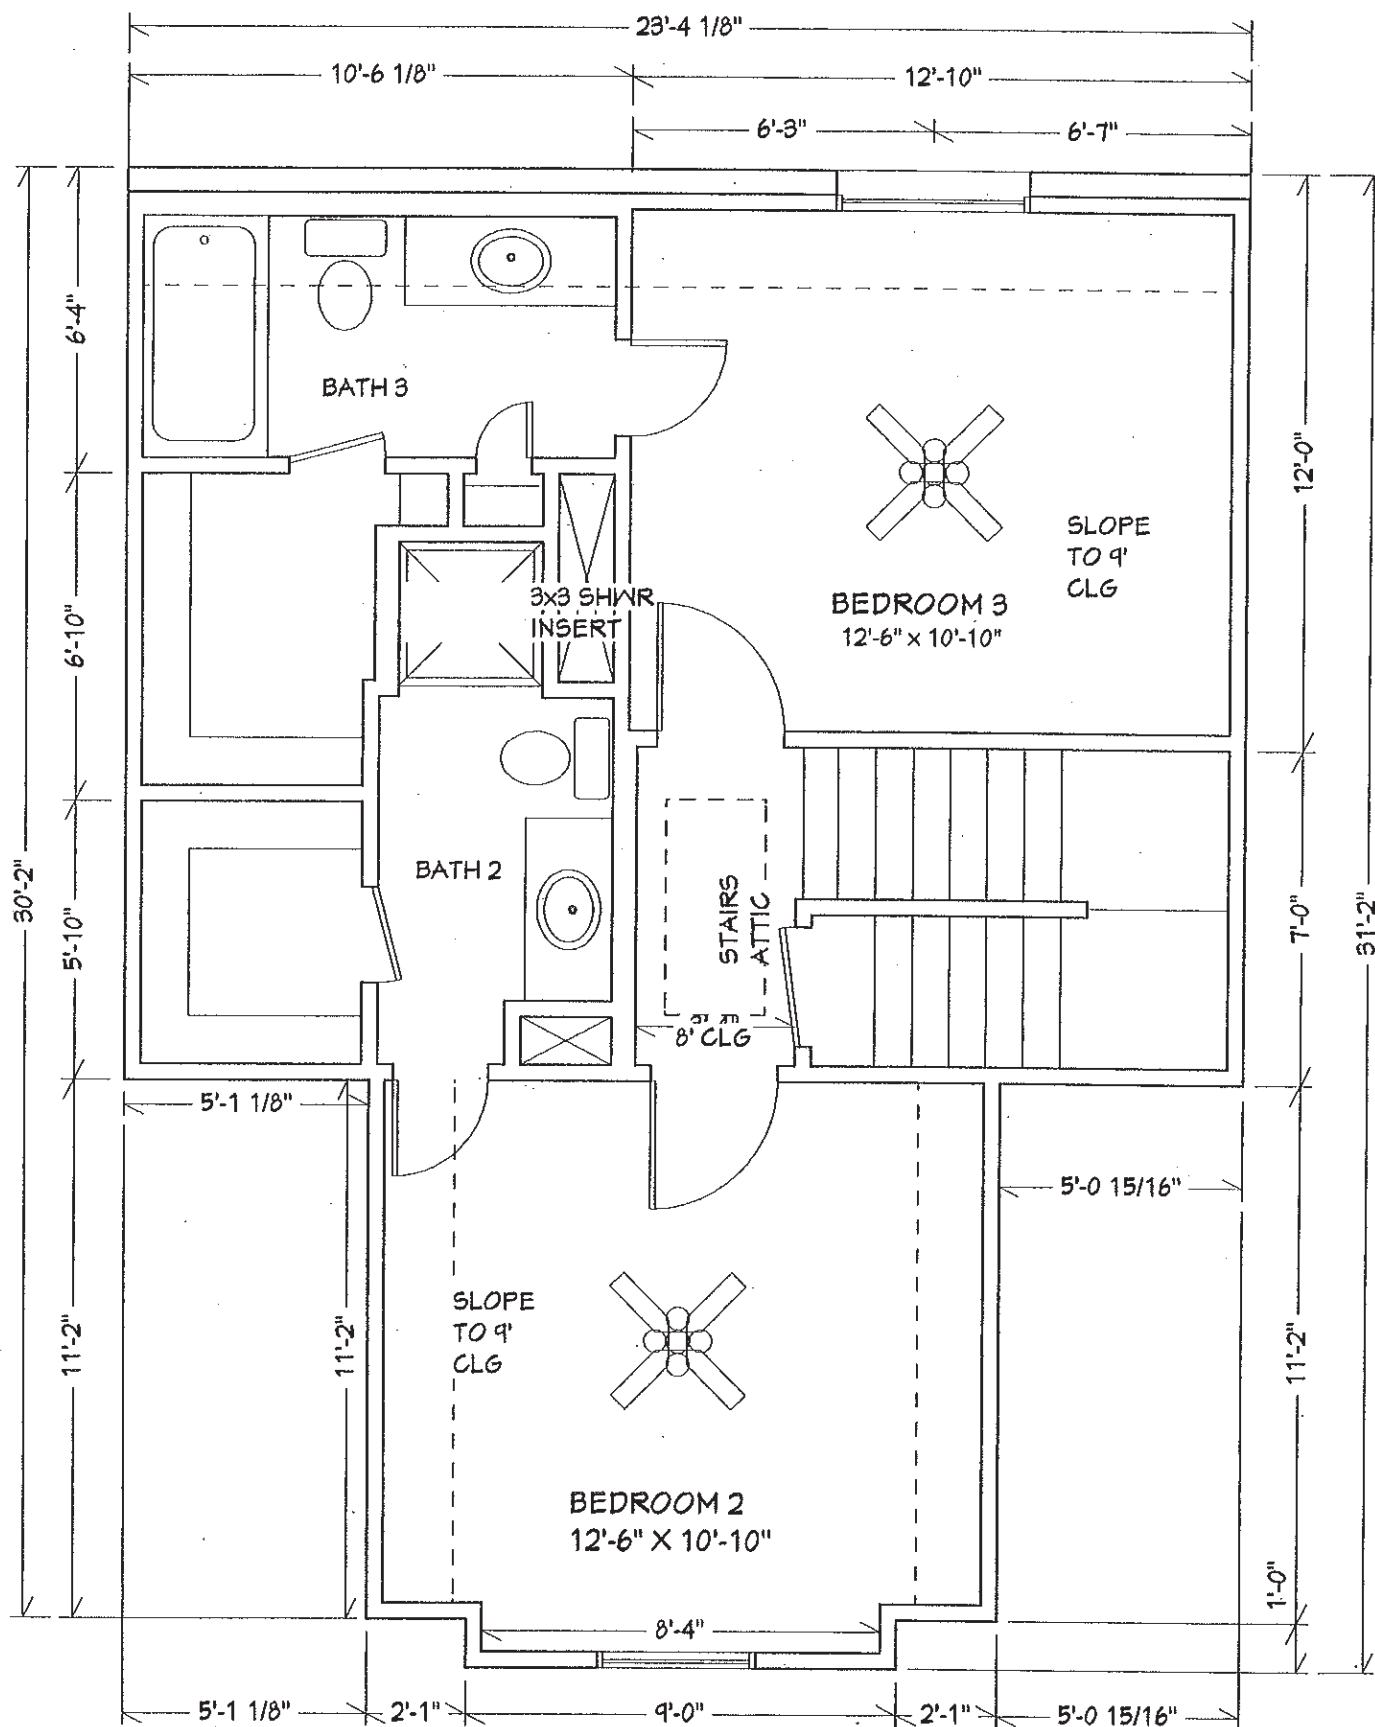 23'-4 1/8"
10'-6 1/8"
12'-10"
6'-3"
6'-7"
6'-4"
BATH 3
12'-0"
SLOPE
TO 9'
CLG
3x3 SHWR
INSERT
BEDROOM 3
12'-6" x 10'-10"
6'-10"
BATH 2
STAIRS
ATTIC
30'-2"
5'-10"
7'-0"
31'-2"
8' CLG
5'-1 1/8"
5'-0 15/16"
SLOPE
TO 9'
CLG
11'-2"
11'-2"
11'-2"
BEDROOM 2
12'-6" X 10'-10"
1'-0"
8'-4"
5'-1 1/8"
2'-1"
9'-0"
2'-1"
5'-0 15/16"